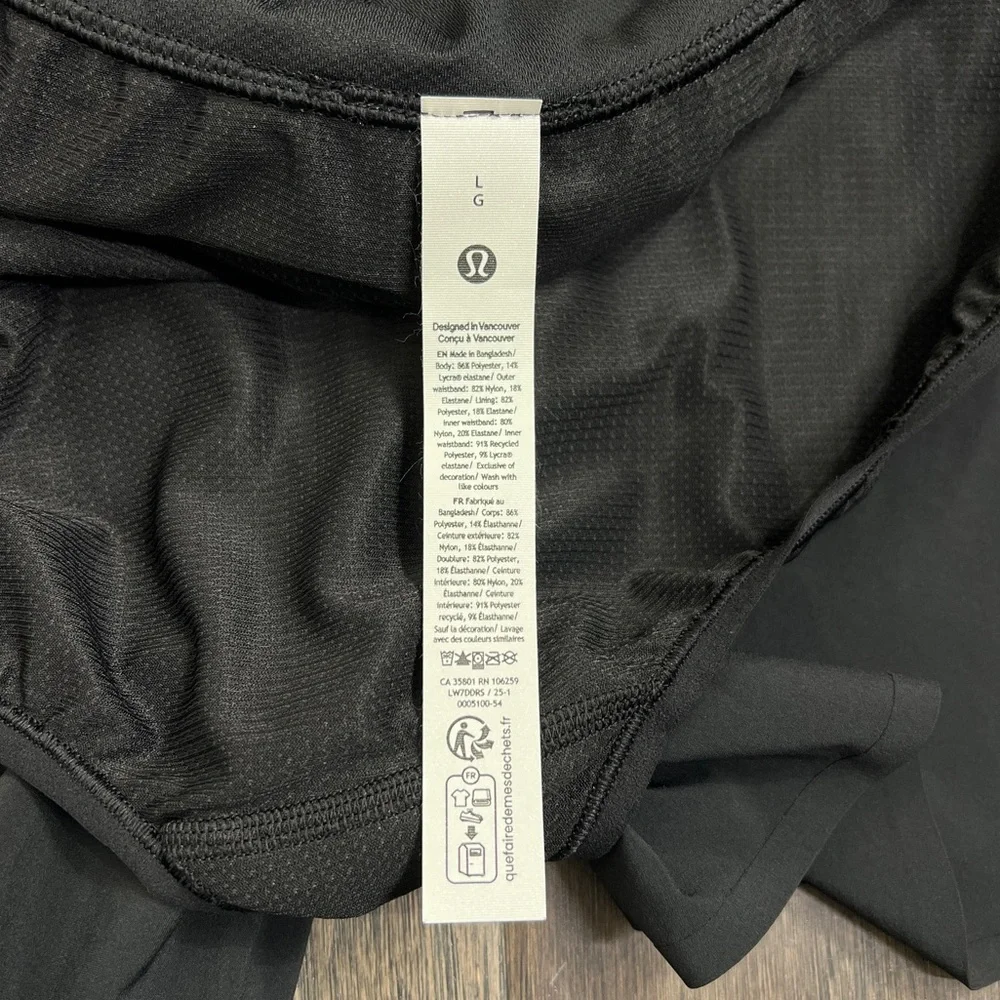 L
G
Designed in Vancouver
Conçu à Vancouver
EN Made in Bangladesh/
Body: 86% Polyester, 14%
Lycra® elastane/ Outer
waistband: 82% Nylon, 18%
Elastane/ Lining: 82%
Polyester, 18% Elastane/
Inner waistband: 80%
Nylon, 20% Elastane/ Inner
waistband: 91% Recycled
Polyester, 9% Lycra®
elastane/ Exclusive of
decoration/ Wash with
like colours
FR Fabriqué au
Bangladesh/ Corps: 86%
Polyester, 14% Élasthanne/
Ceinture extérieure: 82%
Nylon, 18% Élasthanne/
Doublure: 82% Polyester,
18% Élasthanne/ Ceinture
intérieure: 80% Nylon, 20%
Élasthanne/ Ceinture
intérieure: 91% Polyester
recyclé, 9% Élasthanne/
Sauf la décoration/ Lavage
avec des couleurs similaires
CA 35801 RN 106259
LW7DDRS / 25-1
0005100-54
FR
quefairedemesdechets.fr